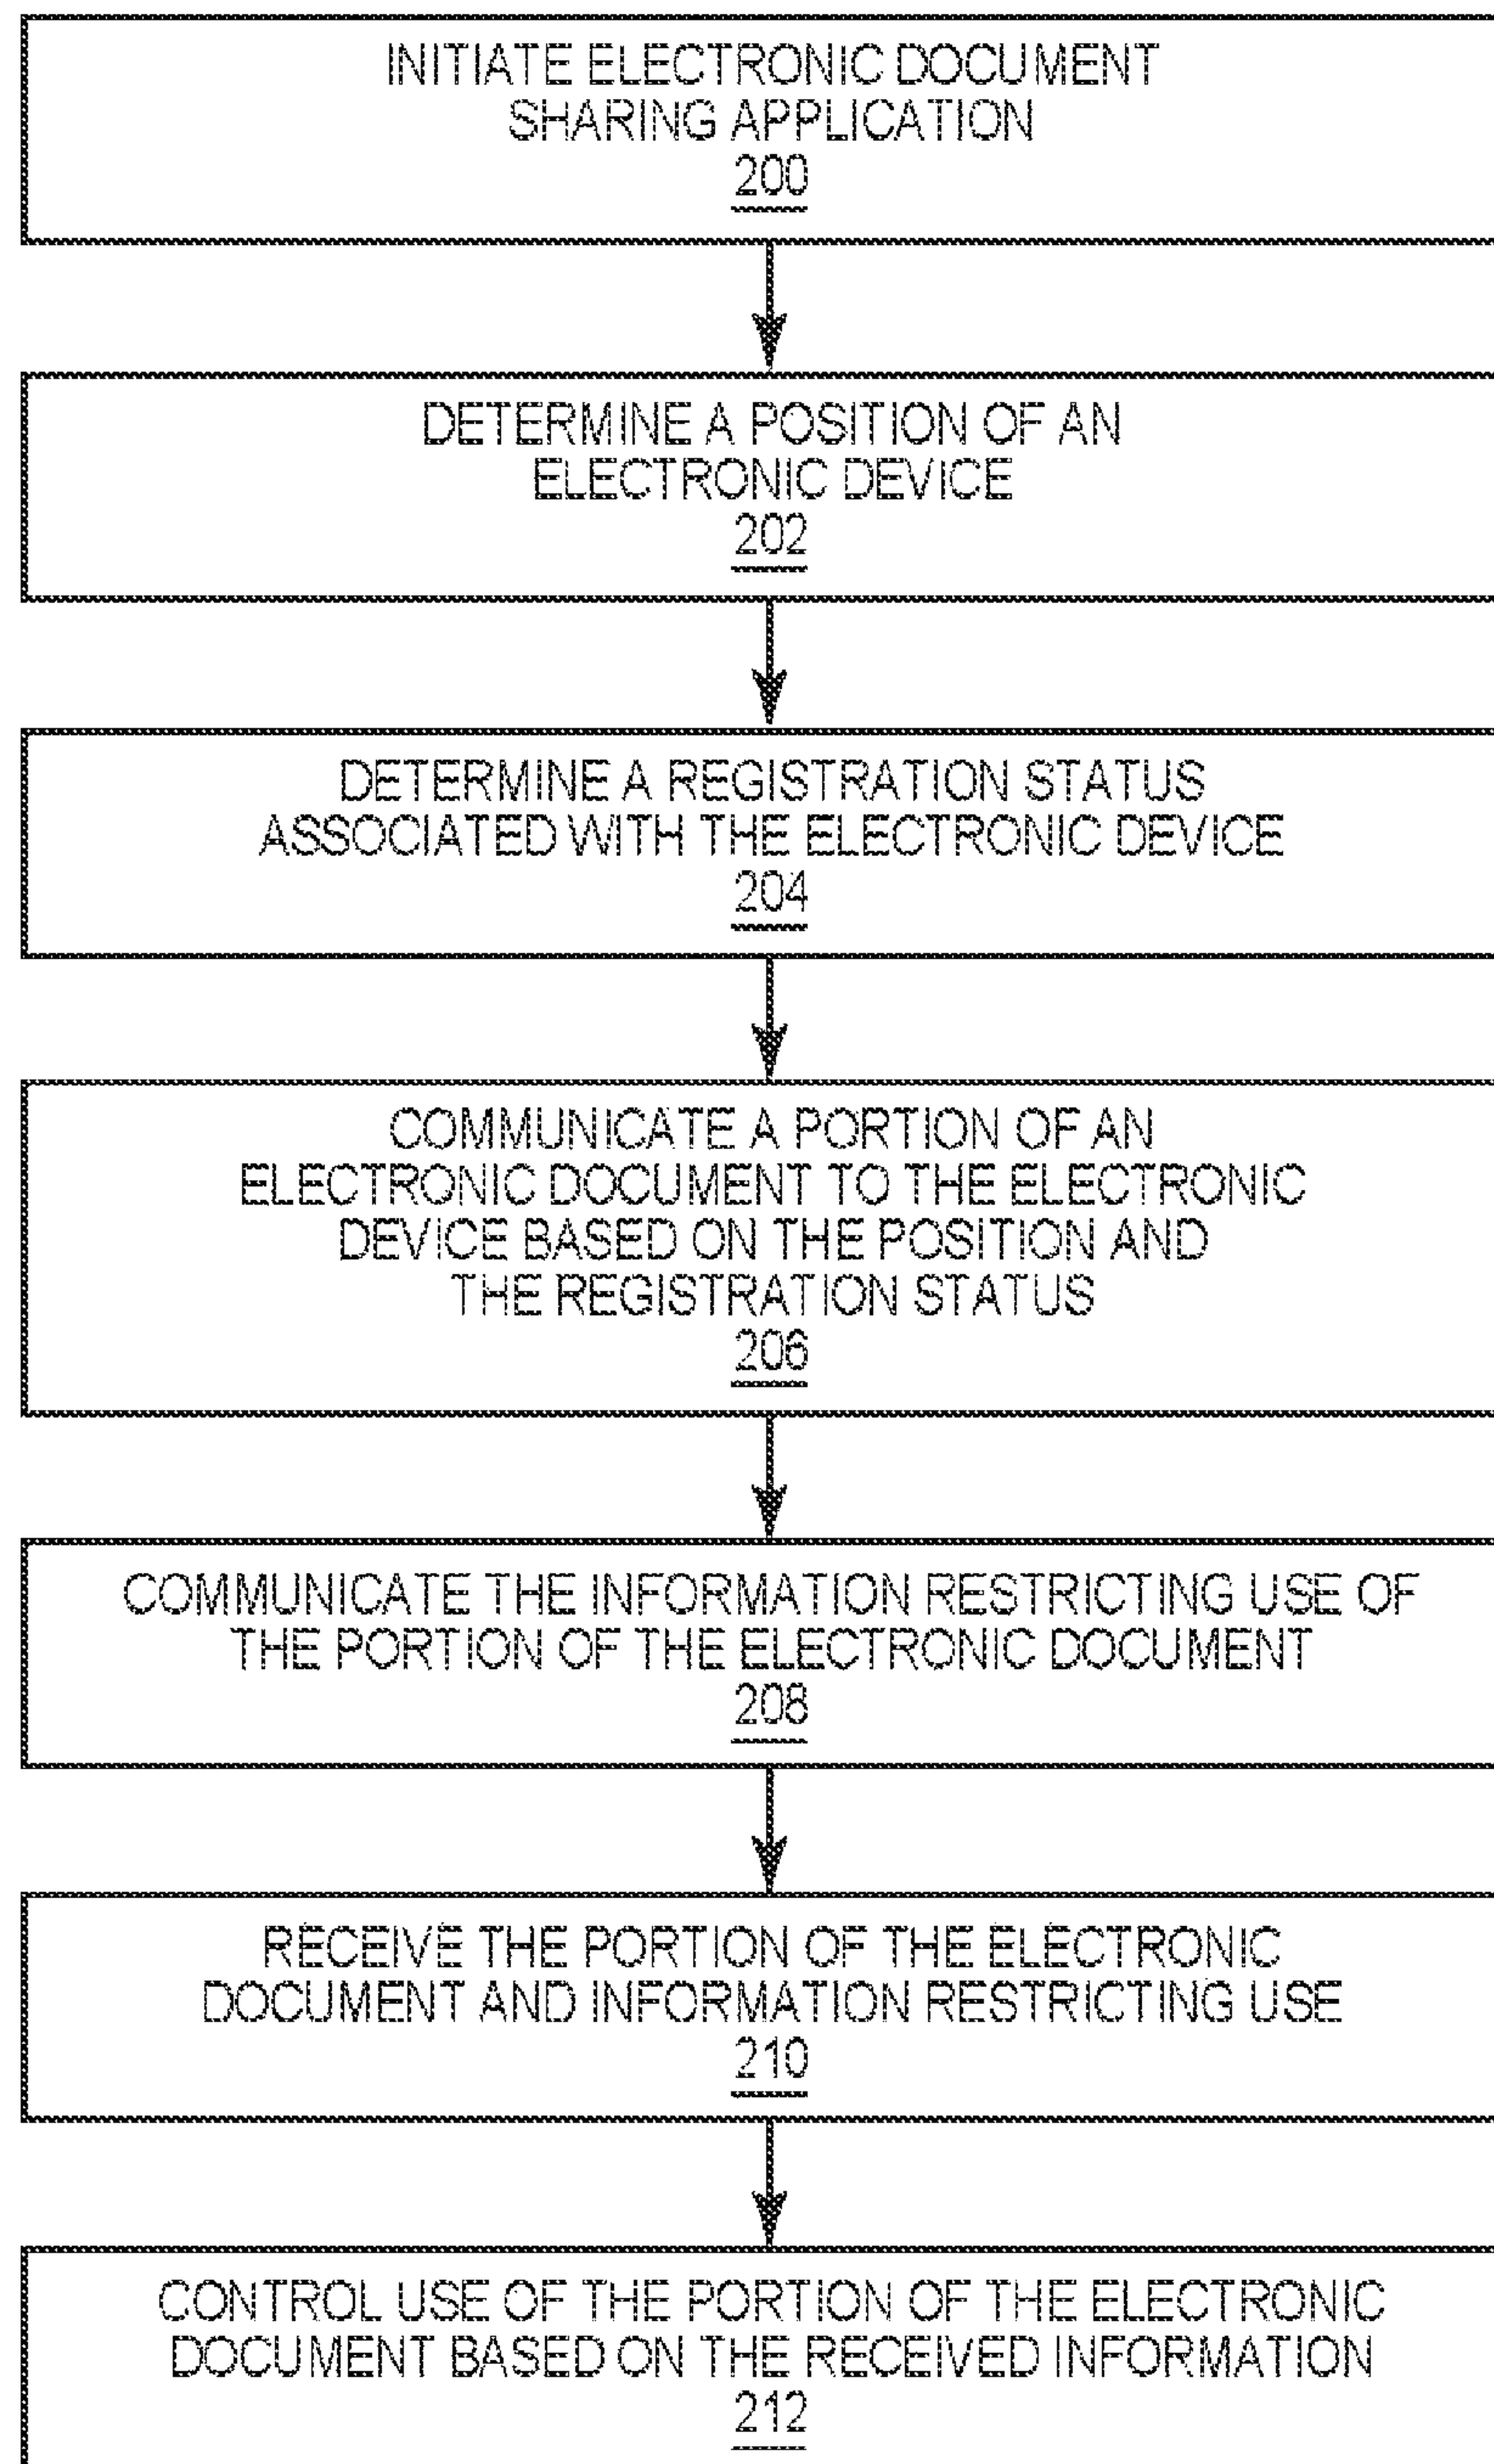 INITIATE ELECTRONIC DOCUMENT
SHARING APPLICATION
200
DETERMINE A POSITION OF AN
ELECTRONIC DEVICE
202
DETERMINE A REGISTRATION STATUS
ASSOCIATED WITH THE ELECTRONIC DEVICE
204
COMMUNICATE A PORTION OF AN
ELECTRONIC DOCUMENT TO THE ELECTRONIC
DEVICE BASED ON THE POSITION AND
THE REGISTRATION STATUS
206
COMMUNICATE THE INFORMATION RESTRICTING USE OF
THE PORTION OF THE ELECTRONIC DOCUMENT
208
RECEIVE THE PORTION OF THE ELECTRONIC
DOCUMENT AND INFORMATION RESTRICTING USE
210
CONTROL USE OF THE PORTION OF THE ELECTRONIC
DOCUMENT BASED ON THE RECEIVED INFORMATION
212